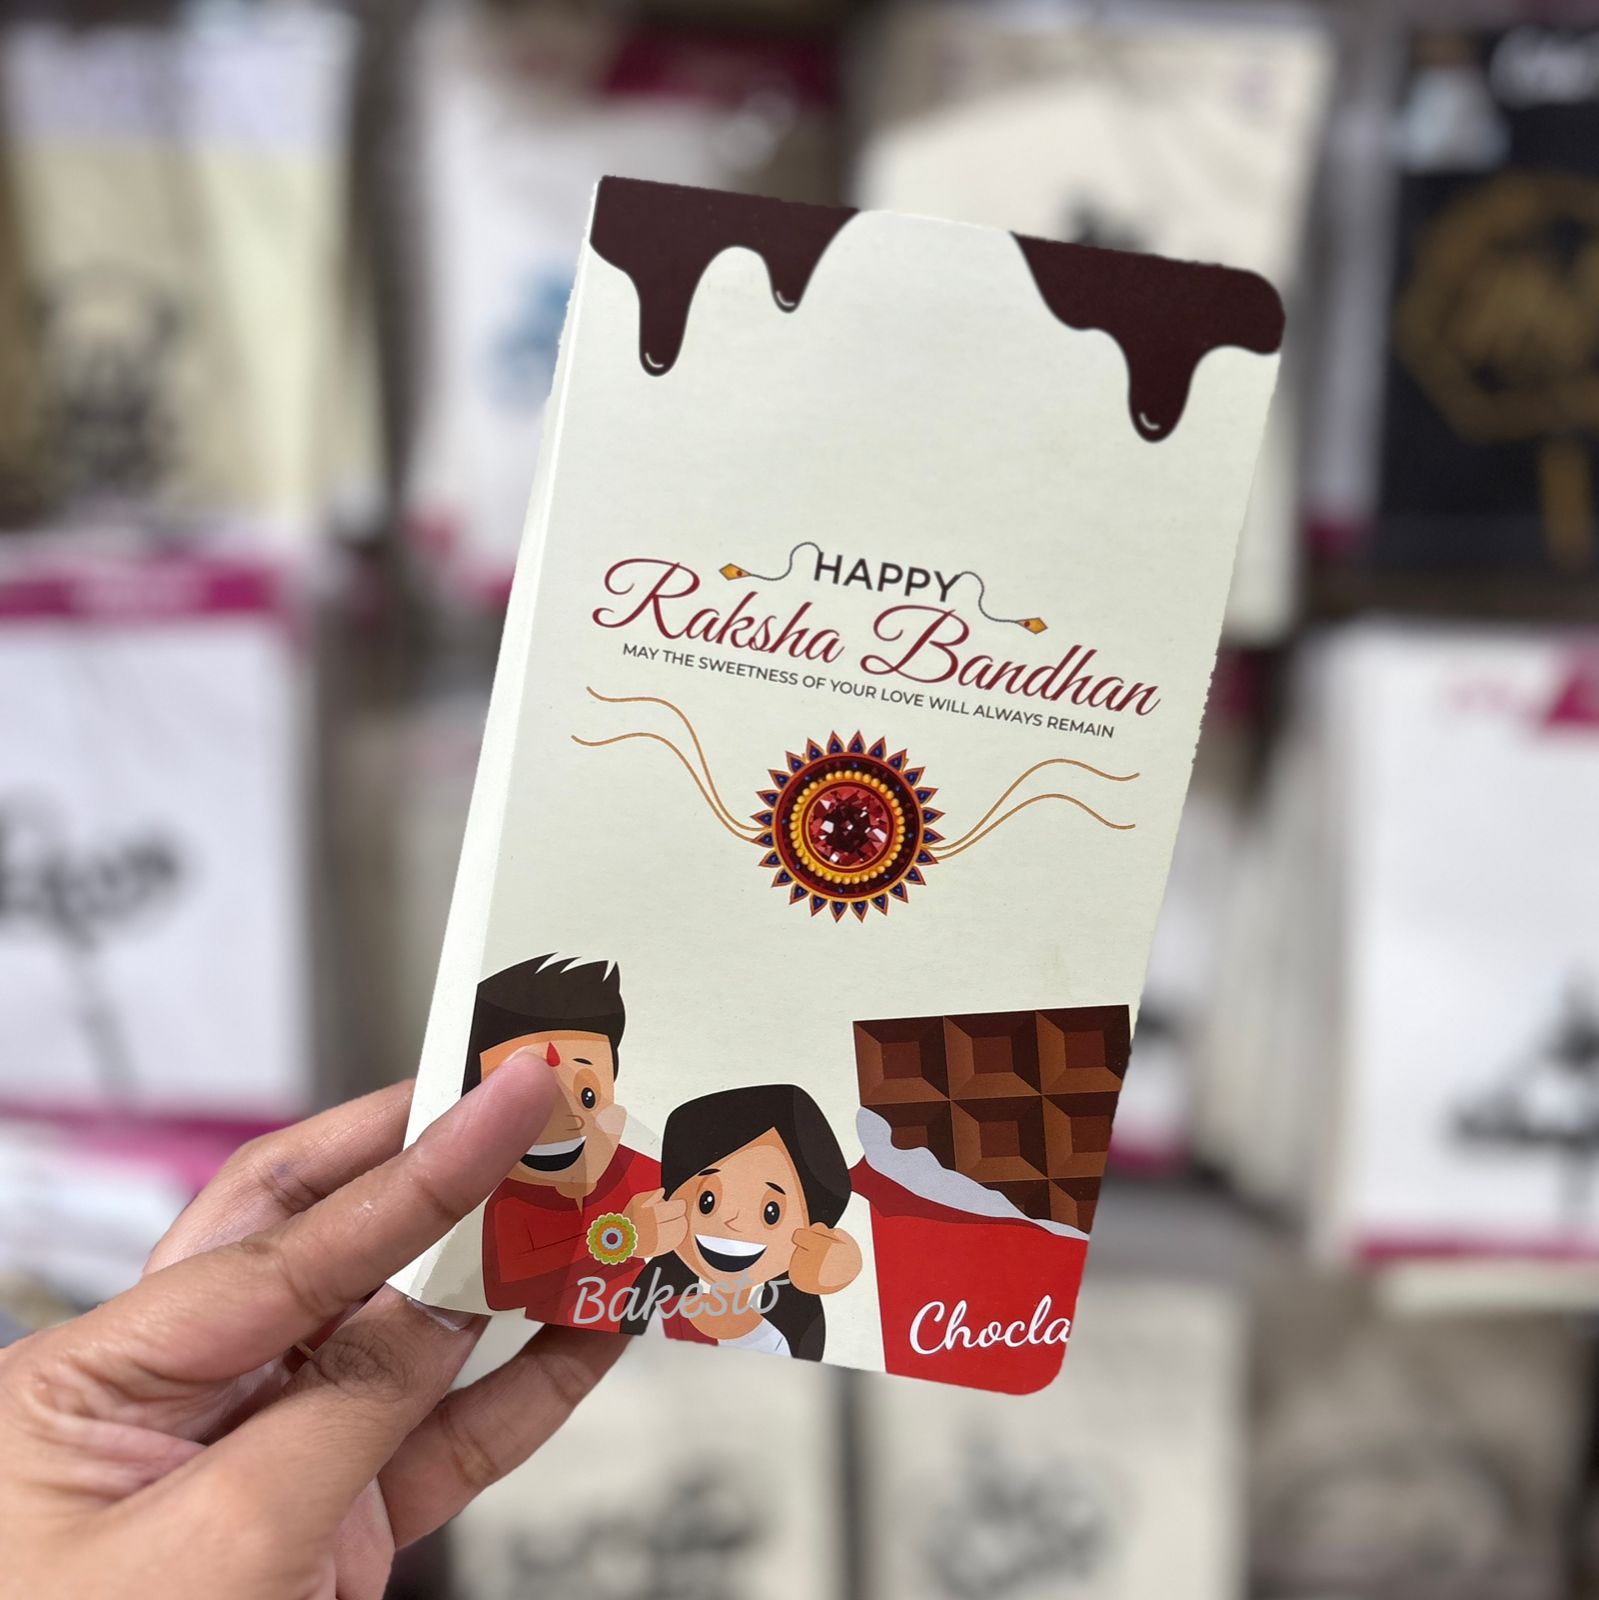 HAPPY
Raksha Bandhan
MAY THE SWEETNESS OF YOUR LOVE WILL ALWAYS REMAIN
Bakesto
Chocla